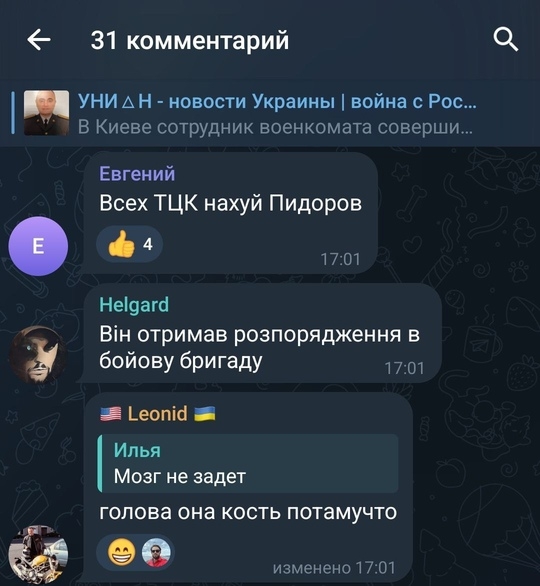 31 комментарий
УНИ△Н - новости Украины | война с Рос...
В Киеве сотрудник военкомата соверши...
Евгений
Всех ТЦК нахуй Пидоров
👍 4
17:01
E
Helgard
Він отримав розпорядження в
бойову бригаду
17:01
🇺🇸 Leonid 🇺🇦
Илья
Мозг не задет
голова она кость потамучто
😁
изменено 17:01